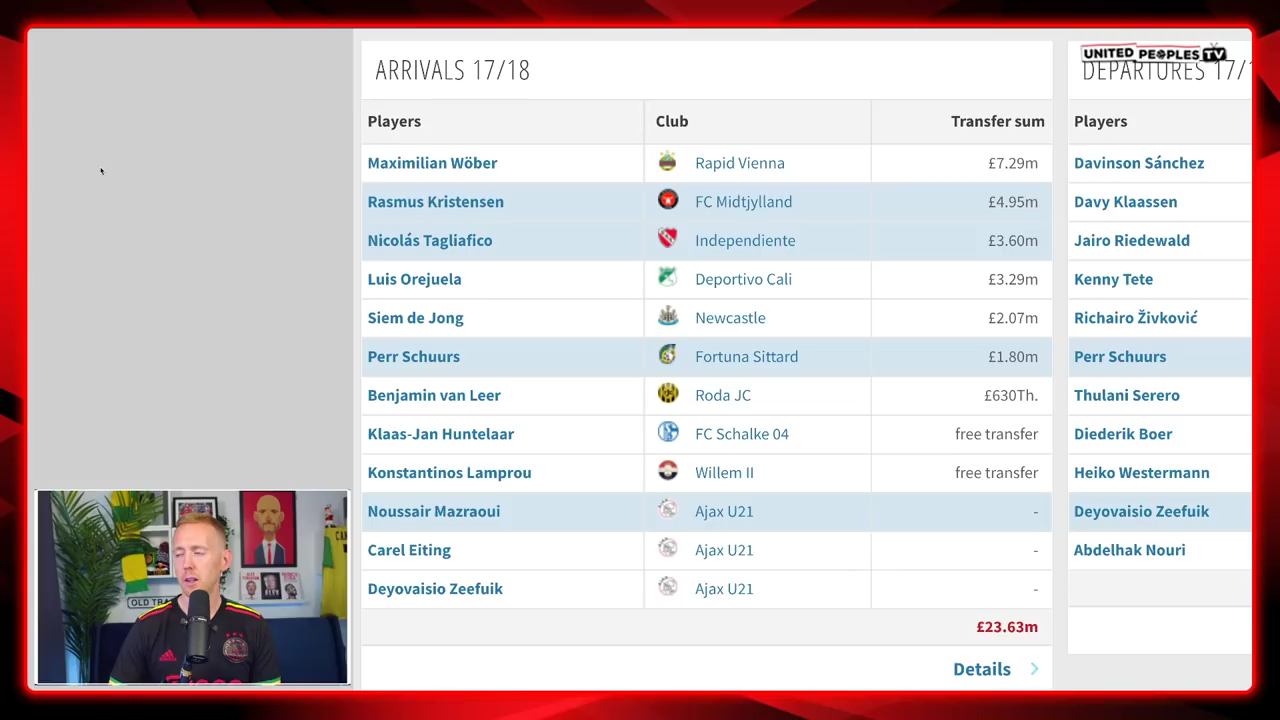 UNITED PEOPLES TV
ARRIVALS 17/18
DEPARTURES 17/1
Players Club Transfer sum Players
Maximilian Wöber Rapid Vienna £7.29m Davinson Sánchez
Rasmus Kristensen FC Midtjylland £4.95m Davy Klaassen
Nicolás Tagliafico Independiente £3.60m Jairo Riedewald
Luis Orejuela Deportivo Cali £3.29m Kenny Tete
Siem de Jong Newcastle £2.07m Richairo Živković
Perr Schuurs Fortuna Sittard £1.80m Perr Schuurs
Benjamin van Leer Roda JC £630Th. Thulani Serero
Klaas-Jan Huntelaar FC Schalke 04 free transfer Diederik Boer
Konstantinos Lamprou Willem II free transfer Heiko Westermann
Noussair Mazraoui Ajax U21 - Deyovaisio Zeefuik
Carel Eiting Ajax U21 - Abdelhak Nouri
Deyovaisio Zeefuik Ajax U21 -
£23.63m
Details
OLD TRA